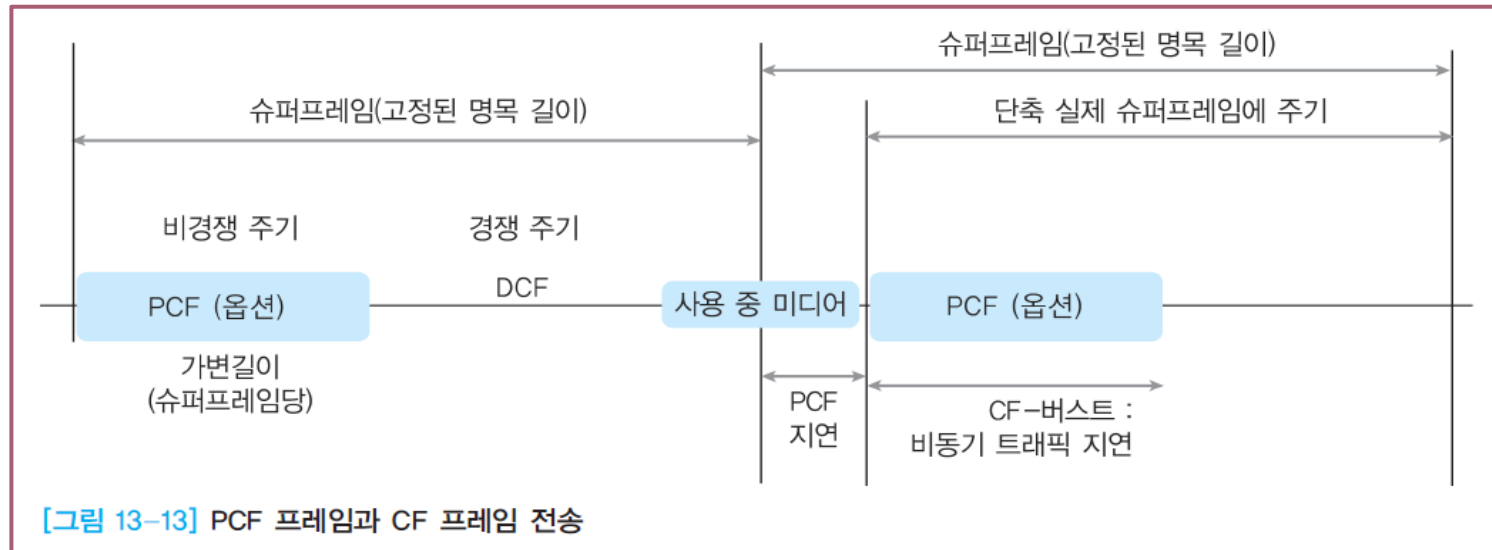 슈퍼프레임(고정된 명목 길이)
슈퍼프레임(고정된 명목 길이)
단축 실제 슈퍼프레임에 주기
비경쟁 주기
경쟁 주기
PCF (옵션)
DCF
사용 중 미디어
PCF (옵션)
가변길이
(슈퍼프레임당)
PCF
지연
CF-버스트 :
비동기 트래픽 지연
[그림 13-13] PCF 프레임과 CF 프레임 전송